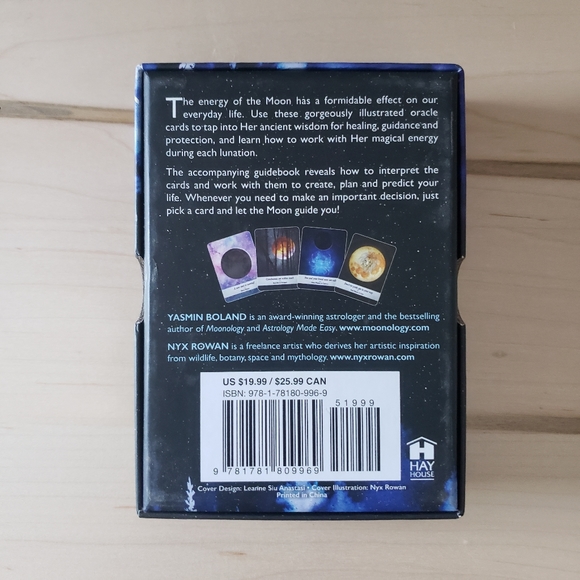 The energy of the Moon has a formidable effect on our
everyday life. Use these gorgeously illustrated oracle
cards to tap into Her ancient wisdom for healing, guidance and
protection, and learn how to work with Her magical energy
during each lunation.
The accompanying guidebook reveals how to interpret the
cards and work with them to create, plan and predict your
life. Whenever you need to make an important decision, just
pick a card and let the Moon guide you!
YASMIN BOLAND is an award-winning astrologer and the bestselling
author of Moonology and Astrology Made Easy. www.moonology.com
NYX ROWAN is a freelance artist who derives her artistic inspiration
from wildlife, botany, space and mythology. www.nyxrowan.com
US $19.99 / $25.99 CAN
ISBN: 978-1-78180-996-9
51999
9 781781 809969
HAY
HOUSE
Cover Design: Leanne Siu Anastasi • Cover Illustration: Nyx Rowan
Printed in China